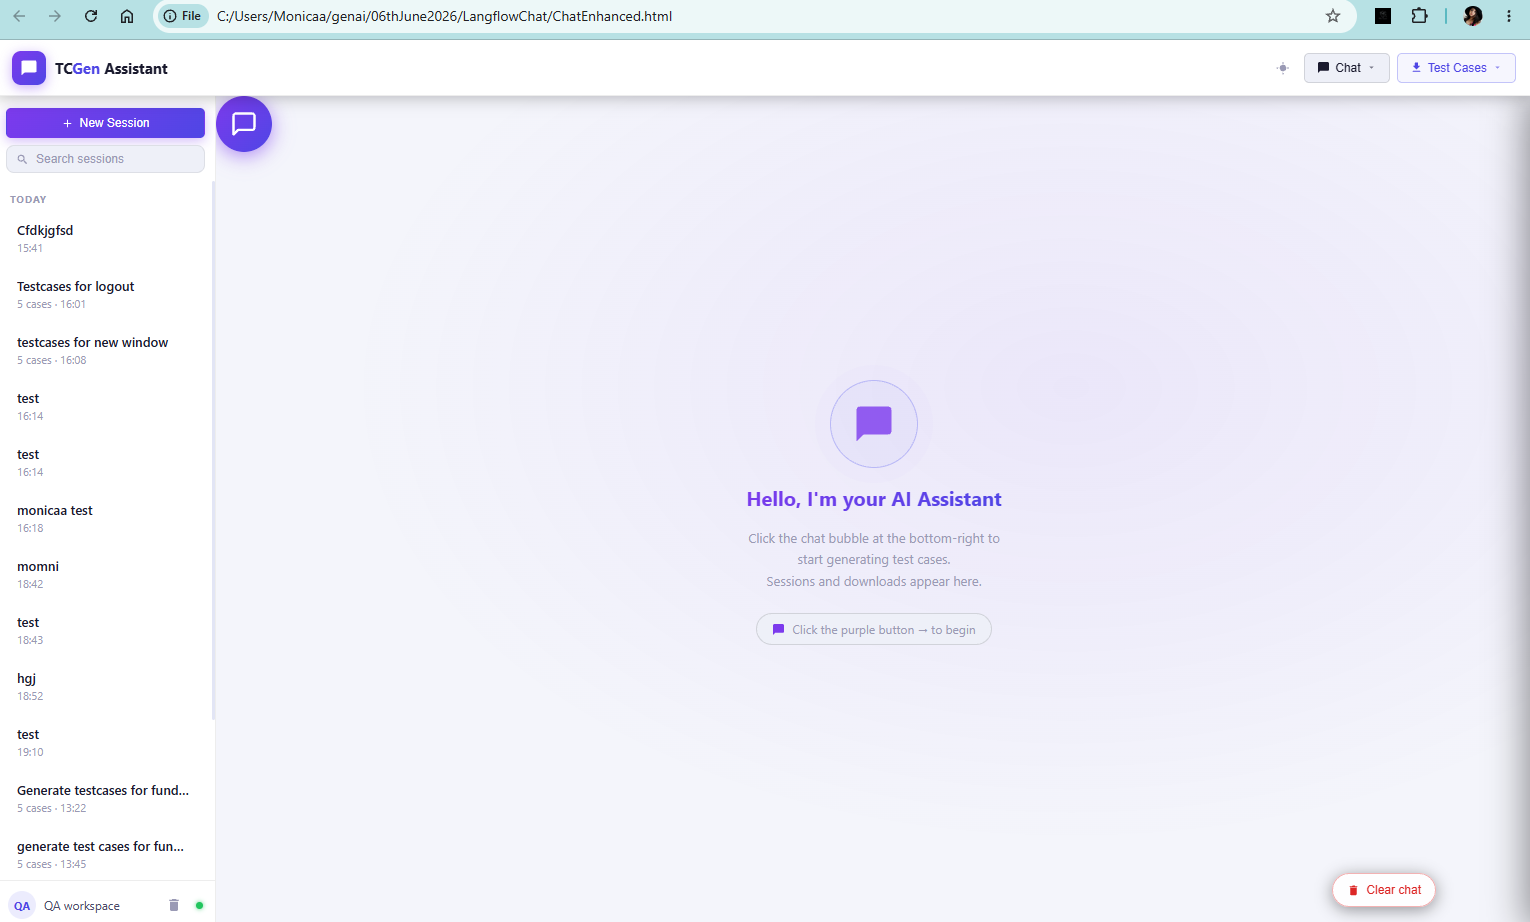 File
C:/Users/Monicaa/genai/06thJune2026/LangflowChat/ChatEnhanced.html
TCGen Assistant
Chat
Test Cases
+ New Session
Search sessions
TODAY
Cfdkjgfsd
15:41
Testcases for logout
5 cases · 16:01
testcases for new window
5 cases · 16:08
test
16:14
test
16:14
monicaa test
16:18
momni
18:42
test
18:43
hgj
18:52
test
19:10
Generate testcases for fund...
5 cases · 13:22
generate test cases for fun...
5 cases · 13:45
QA QA workspace
Hello, I'm your AI Assistant
Click the chat bubble at the bottom-right to
start generating test cases.
Sessions and downloads appear here.
Click the purple button → to begin
Clear chat